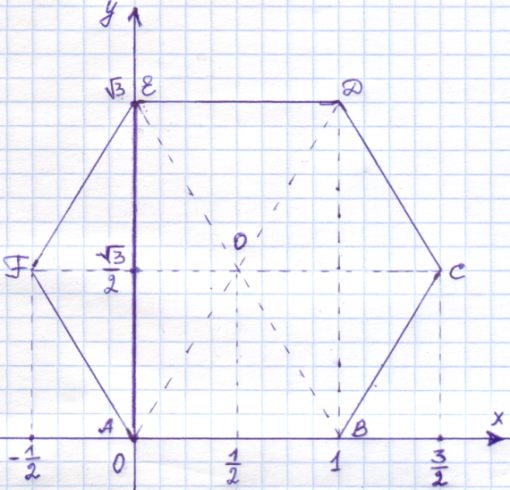 y
√3 E D
O
F √3/2 C
A B x
-1/2 0 1/2 1 3/2